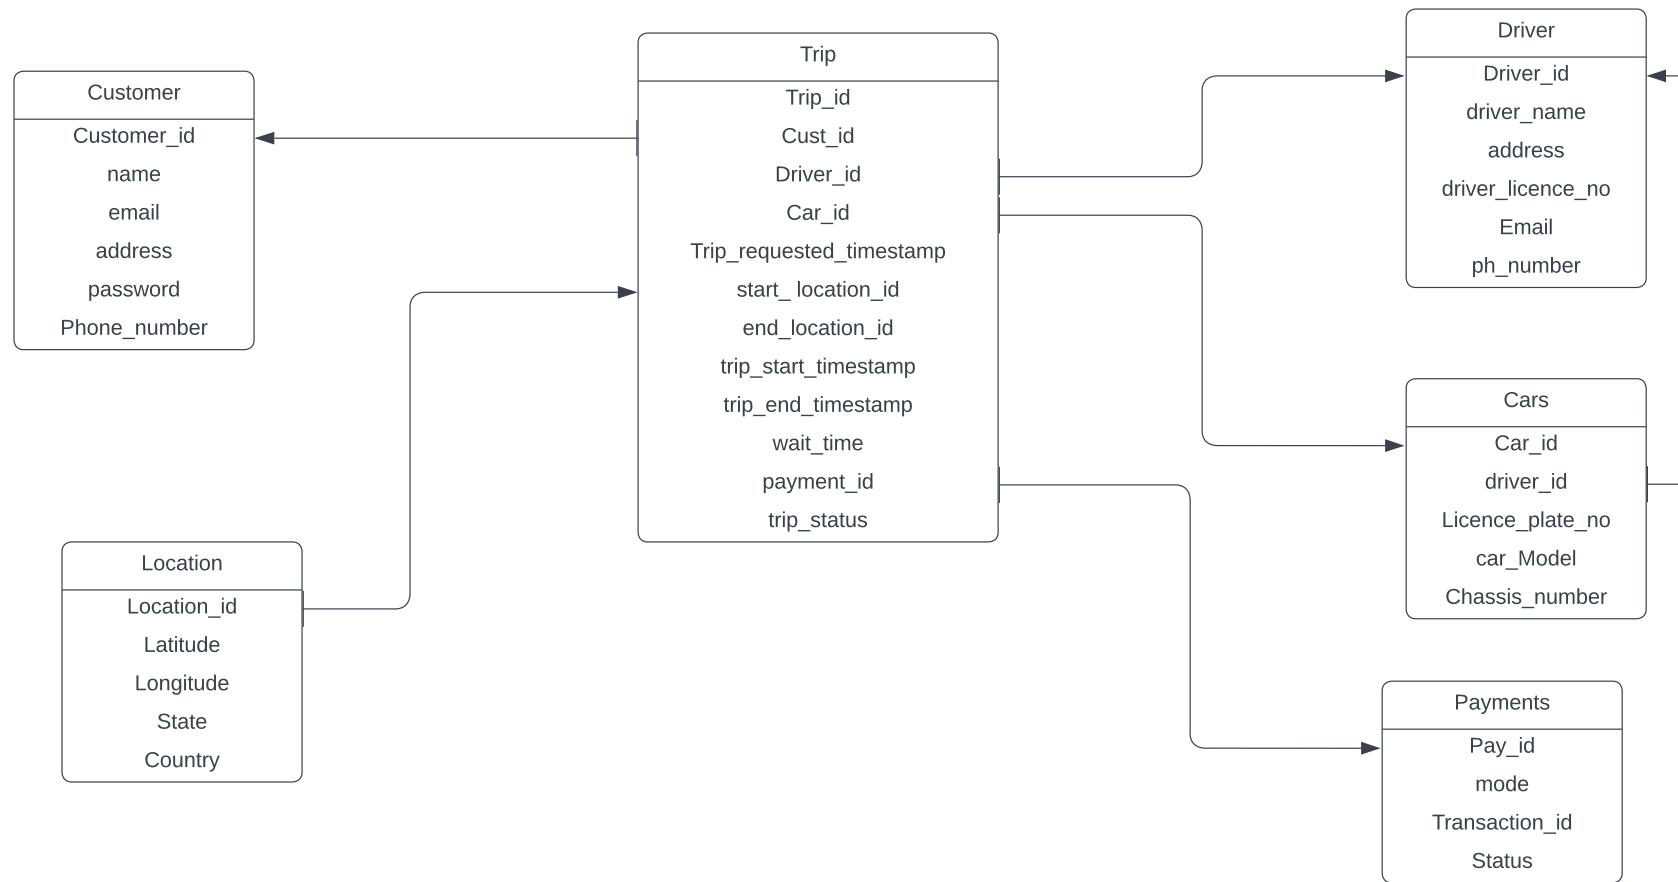 Customer
Customer_id
name
email
address
password
Phone_number
Trip
Trip_id
Cust_id
Driver_id
Car_id
Trip_requested_timestamp
start_ location_id
end_location_id
trip_start_timestamp
trip_end_timestamp
wait_time
payment_id
trip_status
Driver
Driver_id
driver_name
address
driver_licence_no
Email
ph_number
Location
Location_id
Latitude
Longitude
State
Country
Cars
Car_id
driver_id
Licence_plate_no
car_Model
Chassis_number
Payments
Pay_id
mode
Transaction_id
Status